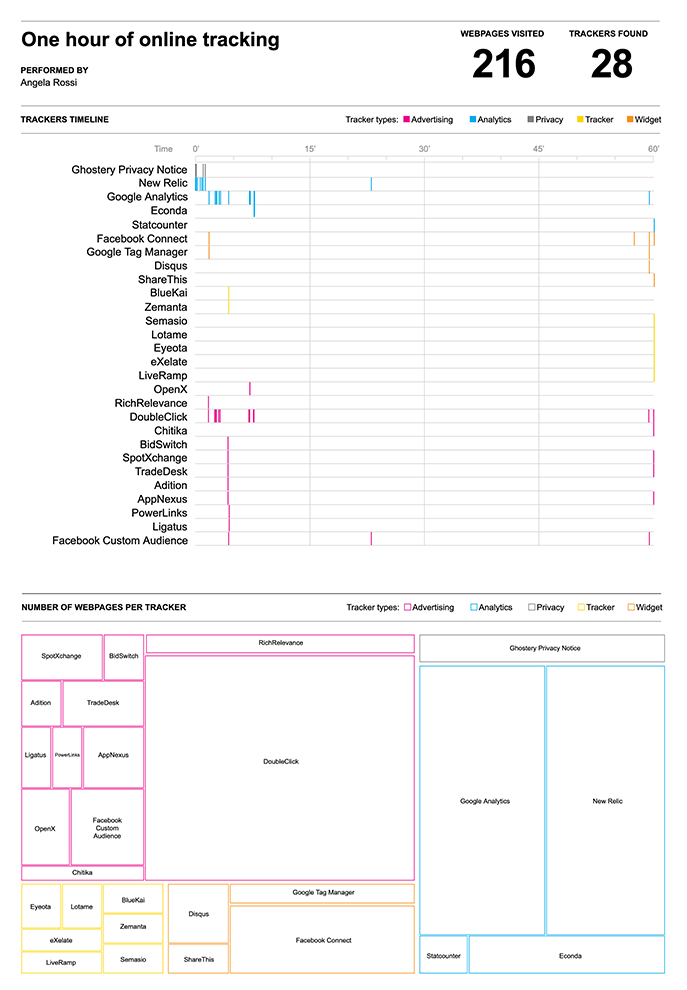 One hour of online tracking
WEBPAGES VISITED
216
TRACKERS FOUND
28
PERFORMED BY
Angela Rossi
TRACKERS TIMELINE
Tracker types: Advertising Analytics Privacy Tracker Widget
Time 0' 15' 30' 45' 60'
Ghostery Privacy Notice
New Relic
Google Analytics
Econda
Statcounter
Facebook Connect
Google Tag Manager
Disqus
ShareThis
BlueKai
Zemanta
Semasio
Lotame
Eyeota
eXelate
LiveRamp
OpenX
RichRelevance
DoubleClick
Chitika
BidSwitch
SpotXchange
TradeDesk
Adition
AppNexus
PowerLinks
Ligatus
Facebook Custom Audience
NUMBER OF WEBPAGES PER TRACKER
Tracker types: Advertising Analytics Privacy Tracker Widget
SpotXchange
BidSwitch
RichRelevance
Ghostery Privacy Notice
Adition
TradeDesk
Ligatus
PowerLinks
AppNexus
DoubleClick
Google Analytics
New Relic
OpenX
Facebook
Custom
Audience
Chitika
Eyeota
Lotame
BlueKai
Zemanta
eXelate
LiveRamp
Semasio
Disqus
ShareThis
Google Tag Manager
Facebook Connect
Statcounter
Econda